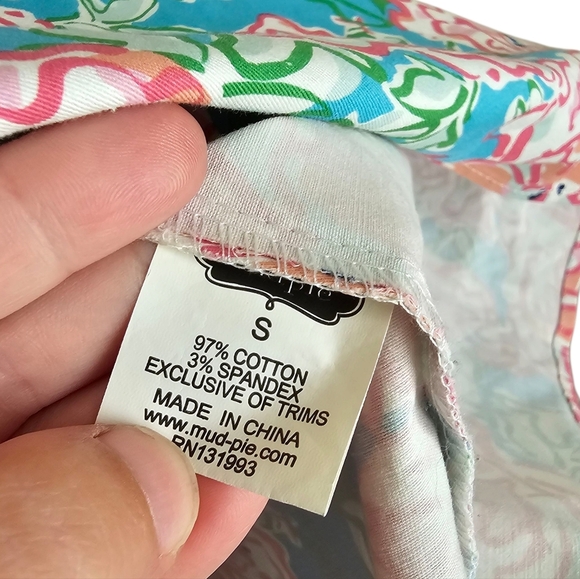 S
97% COTTON
3% SPANDEX
EXCLUSIVE OF TRIMS
MADE IN CHINA
www.mud-pie.com
RN131993